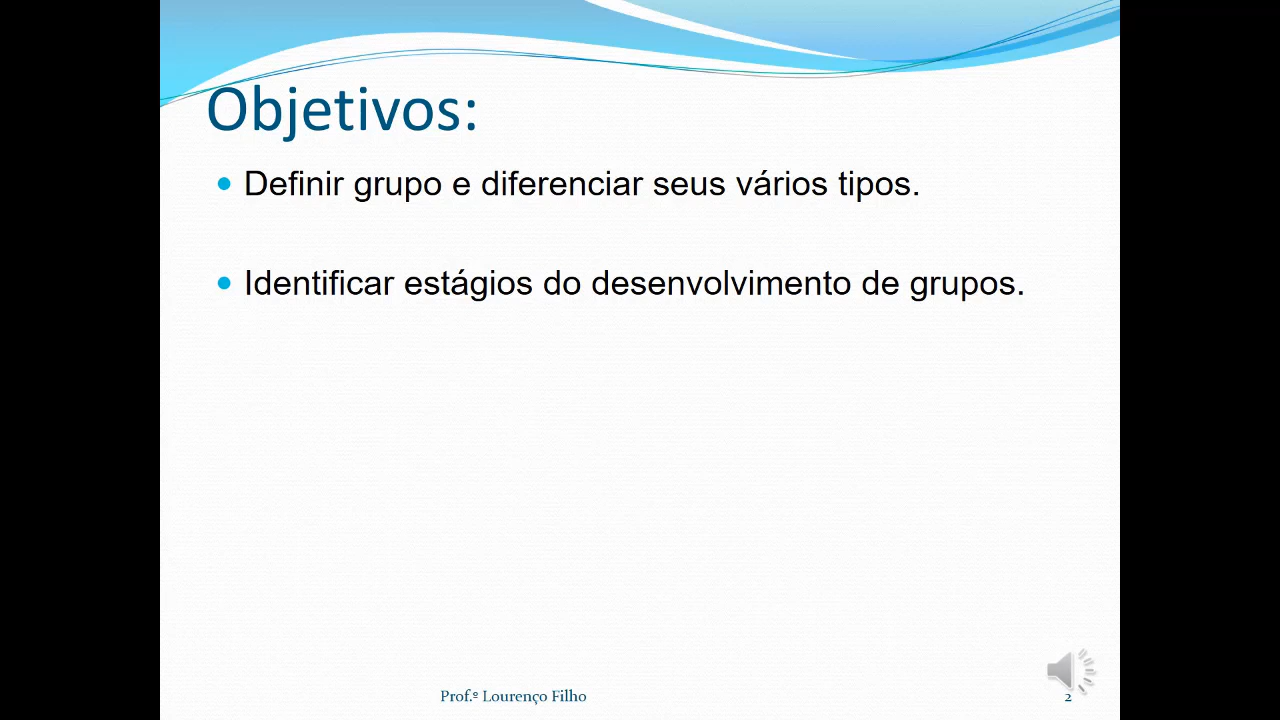 Objetivos:
Definir grupo e diferenciar seus vários tipos.
Identificar estágios do desenvolvimento de grupos.
Prof.º Lourenço Filho
2